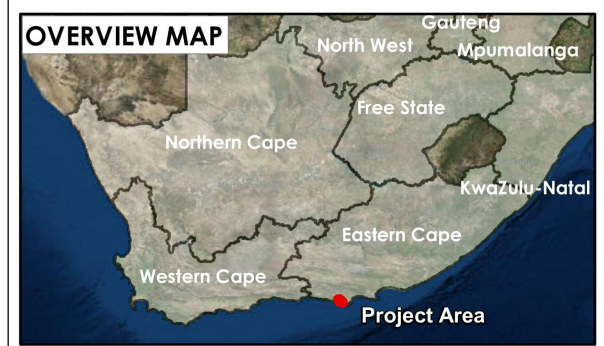 OVERVIEW MAP
Gauteng
North West
Mpumalanga
Free State
Northern Cape
KwaZulu-Natal
Eastern Cape
Western Cape
Project Area